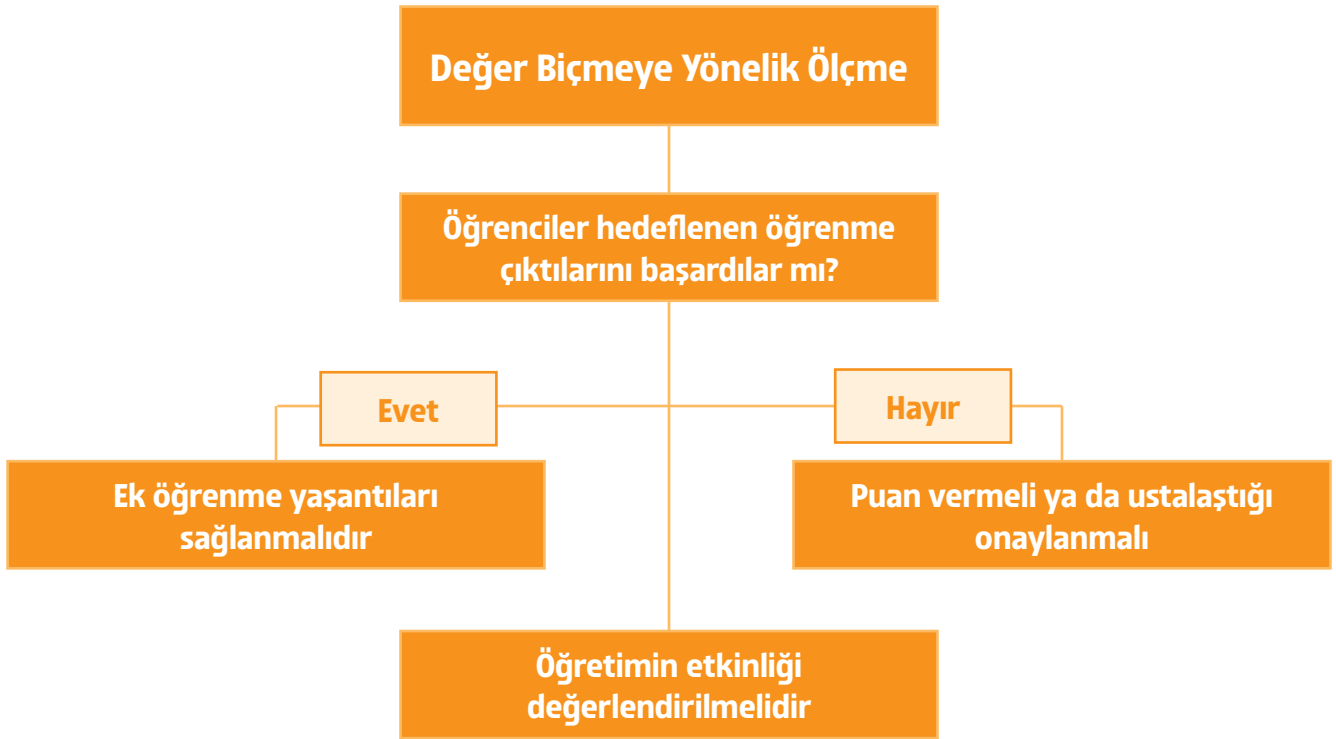 Değer Biçmeye Yönelik Ölçme
Öğrenciler hedeflenen öğrenme
çıktılarını başardılar mı?
Evet
Hayır
Ek öğrenme yaşantıları
sağlanmalıdır
Puan vermeli ya da ustalaştığı
onaylanmalı
Öğretimin etkinliği
değerlendirilmelidir